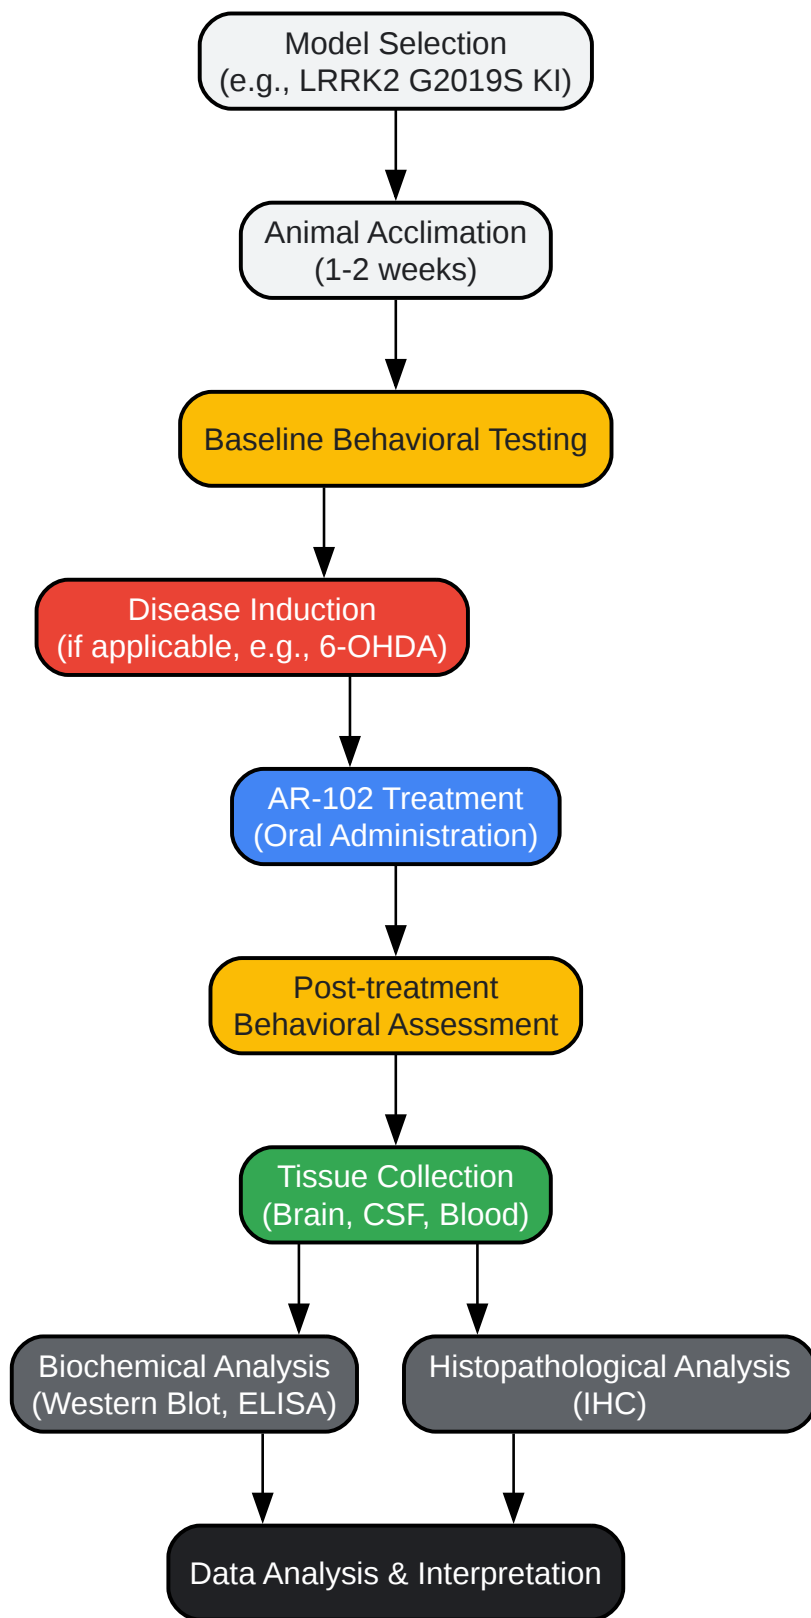 Model Selection
(e.g., LRRK2 G2019S KI)
Animal Acclimation
(1-2 weeks)
Baseline Behavioral Testing
Disease Induction
(if applicable, e.g., 6-OHDA)
AR-102 Treatment
(Oral Administration)
Post-treatment
Behavioral Assessment
Tissue Collection
(Brain, CSF, Blood)
Biochemical Analysis
(Western Blot, ELISA)
Histopathological Analysis
(IHC)
Data Analysis & Interpretation